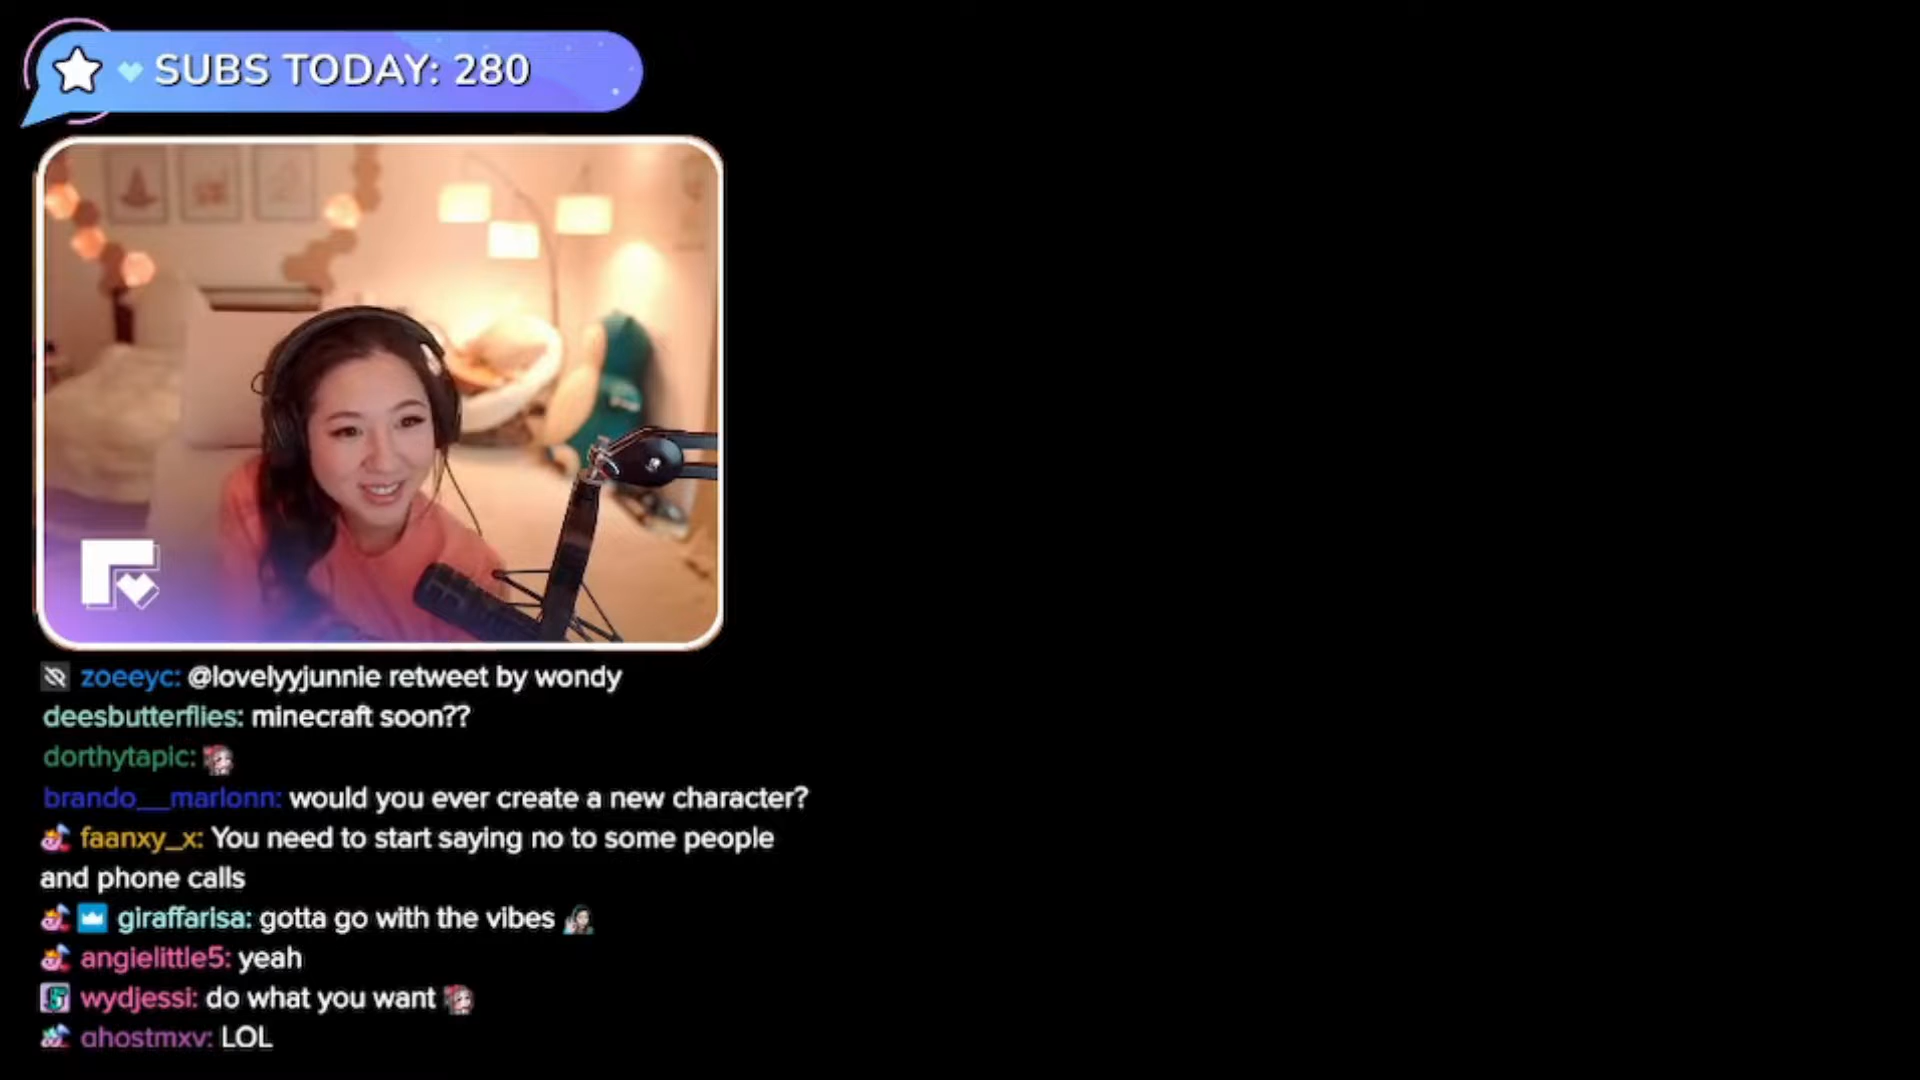 SUBS TODAY: 280
zoeeyc: @lovelyyjunnie retweet by wondy
deesbutterflies: minecraft soon??
dorthytapic:
brando__marlonn: would you ever create a new character?
faanxy_x: You need to start saying no to some people
and phone calls
giraffarisa: gotta go with the vibes
angielittle5: yeah
wydjessi: do what you want
ghostmxv: LOL